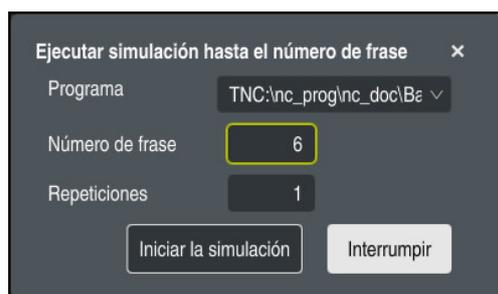 Ejecutar simulación hasta el número de frase ×
Programa TNC:\nc_prog\nc_doc\Ba
Número de frase 6
Repeticiones 1
Iniciar la simulación Interrumpir